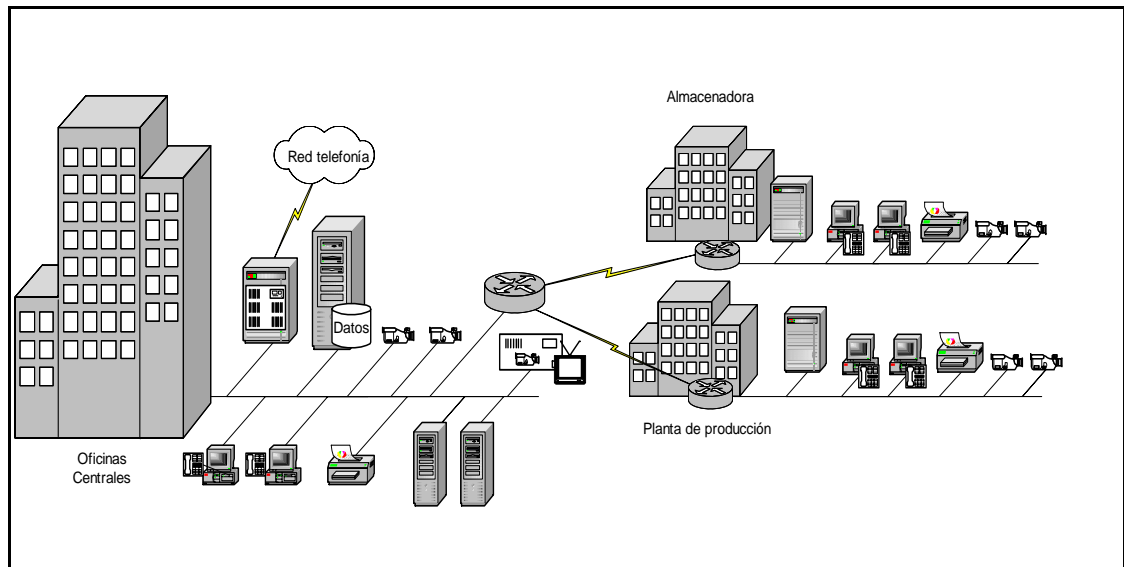 Almacenadora
Red telefonía
Datos
Planta de producción
Oficinas
Centrales